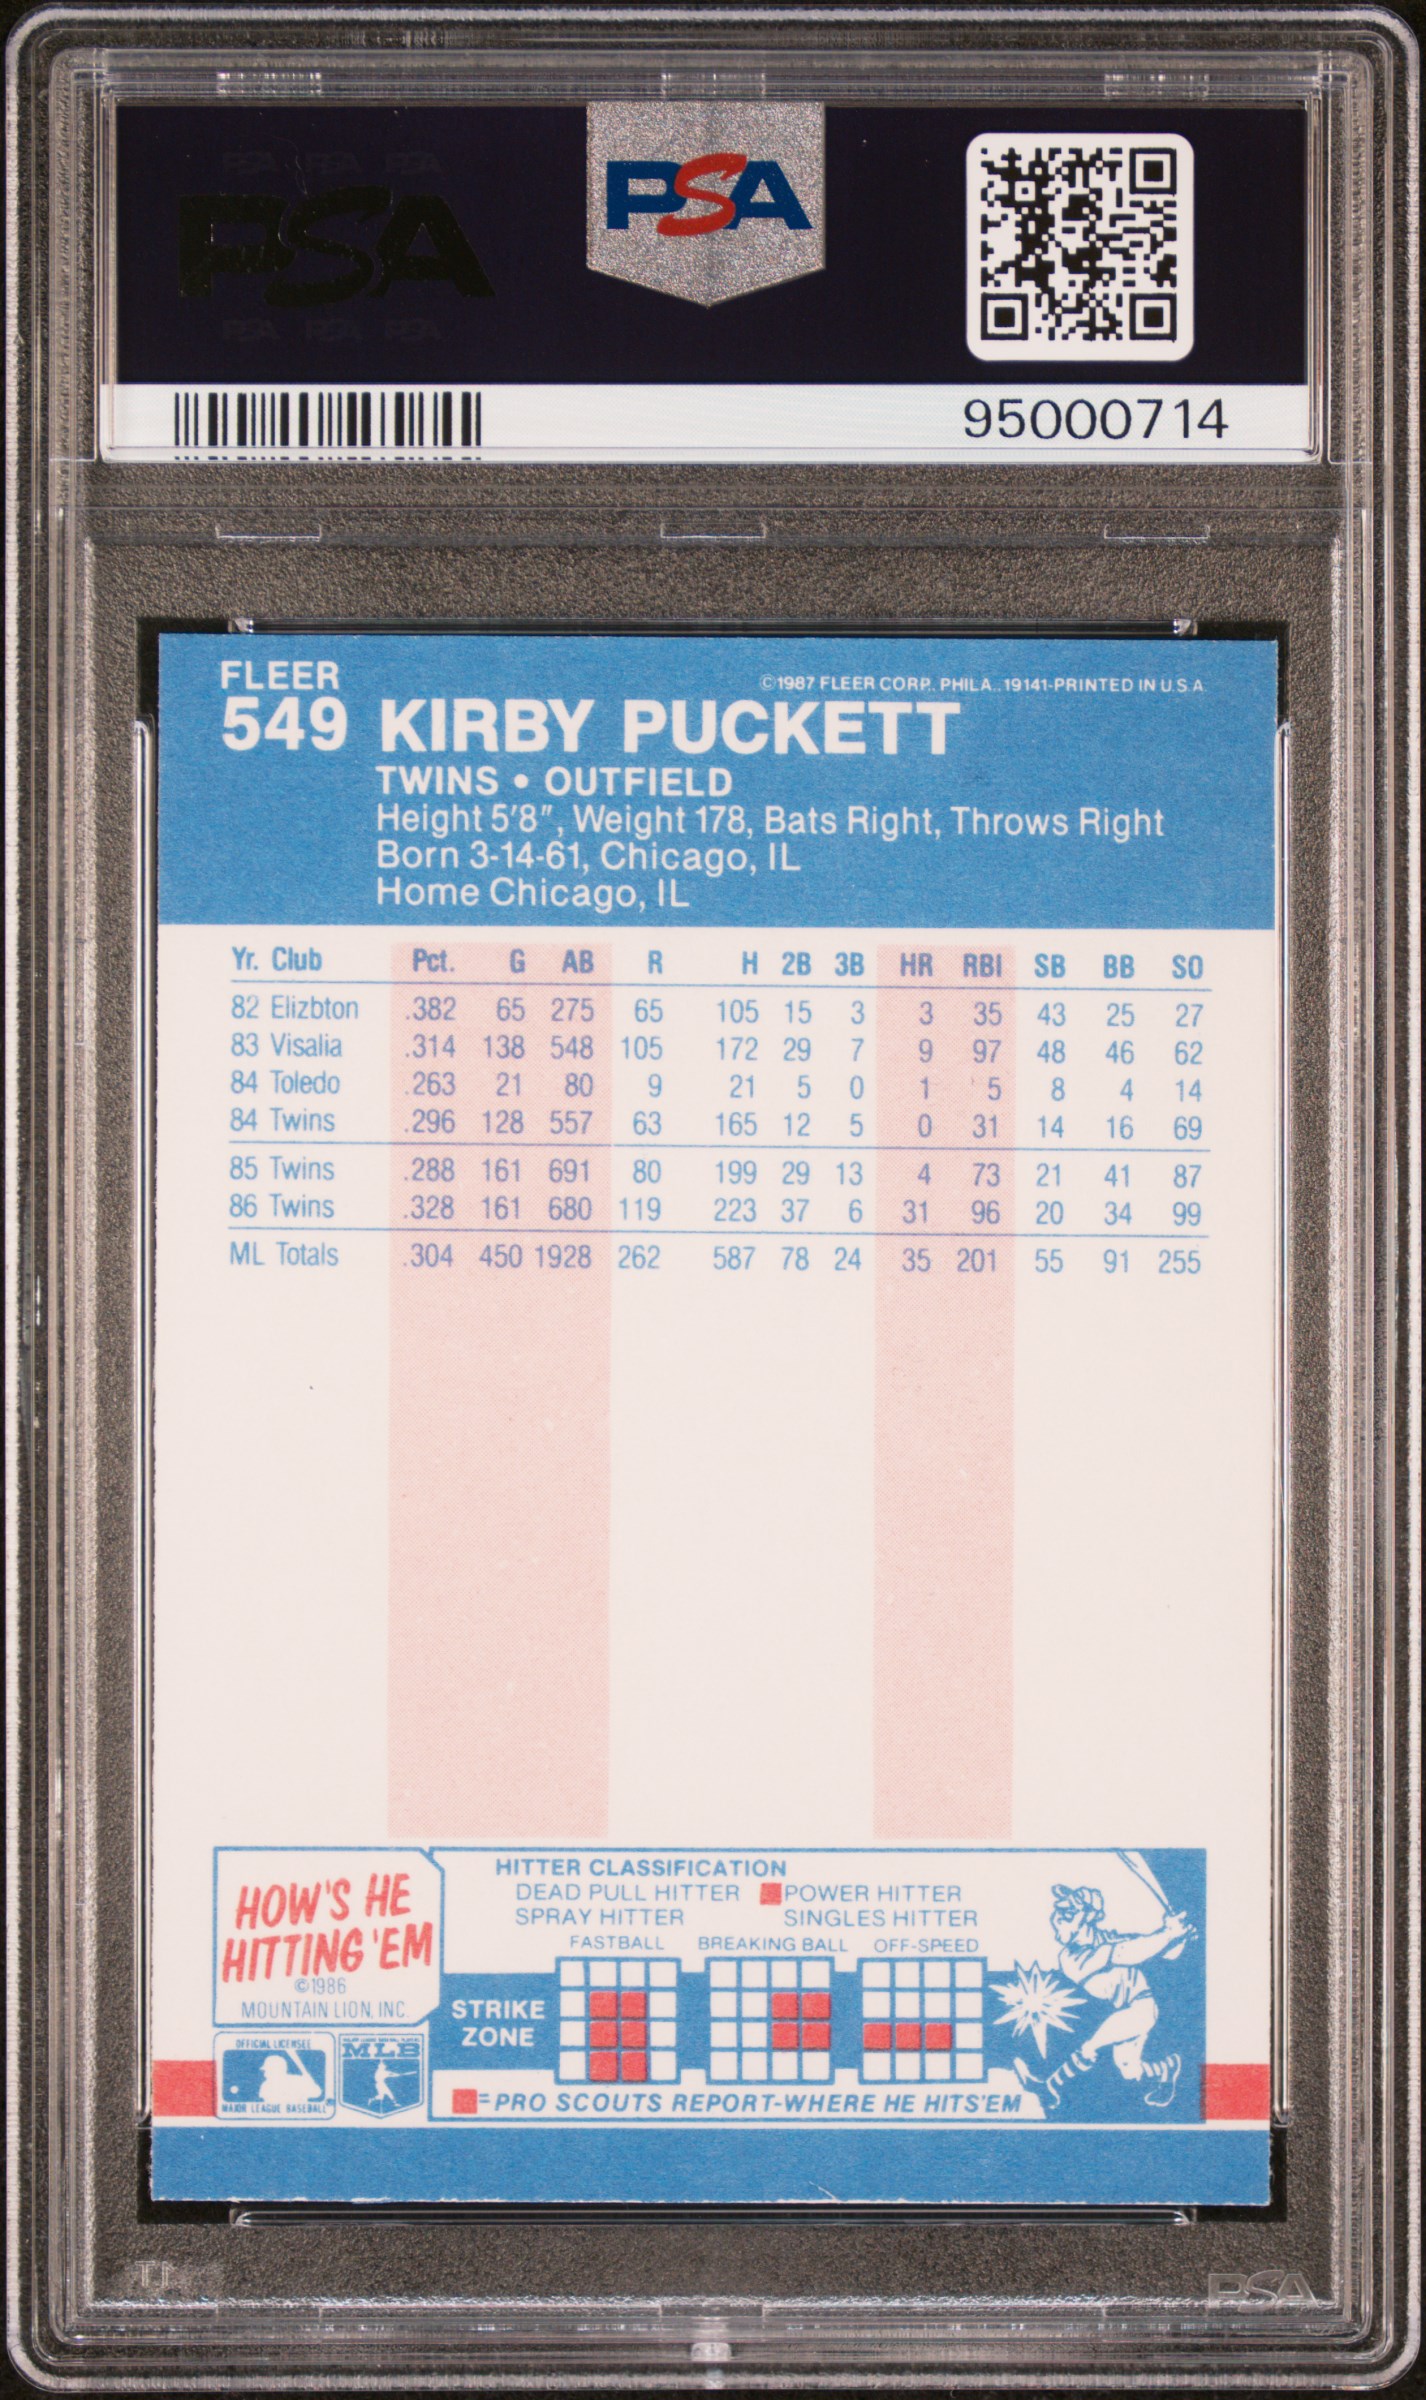 PSA
PSA
95000714
FLEER
©1987 FLEER CORP., PHILA., 19141-PRINTED IN U.S.A.
549 KIRBY PUCKETT
TWINS • OUTFIELD
Height 5'8", Weight 178, Bats Right, Throws Right
Born 3-14-61, Chicago, IL
Home Chicago, IL
Yr. Club Pct. G AB R H 2B 3B HR RBI SB BB SO
82 Elizbton .382 65 275 65 105 15 3 3 35 43 25 27
83 Visalia .314 138 548 105 172 29 7 9 97 48 46 62
84 Toledo .263 21 80 9 21 5 0 1 5 8 4 14
84 Twins .296 128 557 63 165 12 5 0 31 14 16 69
85 Twins .288 161 691 80 199 29 13 4 73 21 41 87
86 Twins .328 161 680 119 223 37 6 31 96 20 34 99
ML Totals .304 450 1928 262 587 78 24 35 201 55 91 255
HOW'S HE
HITTING 'EM
©1986
MOUNTAIN LION, INC.
HITTER CLASSIFICATION
DEAD PULL HITTER POWER HITTER
SPRAY HITTER SINGLES HITTER
FASTBALL BREAKING BALL OFF-SPEED
STRIKE
ZONE
=PRO SCOUTS REPORT-WHERE HE HITS'EM
OFFICIAL LICENSEE
MAJOR LEAGUE BASEBALL
MLB
PSA